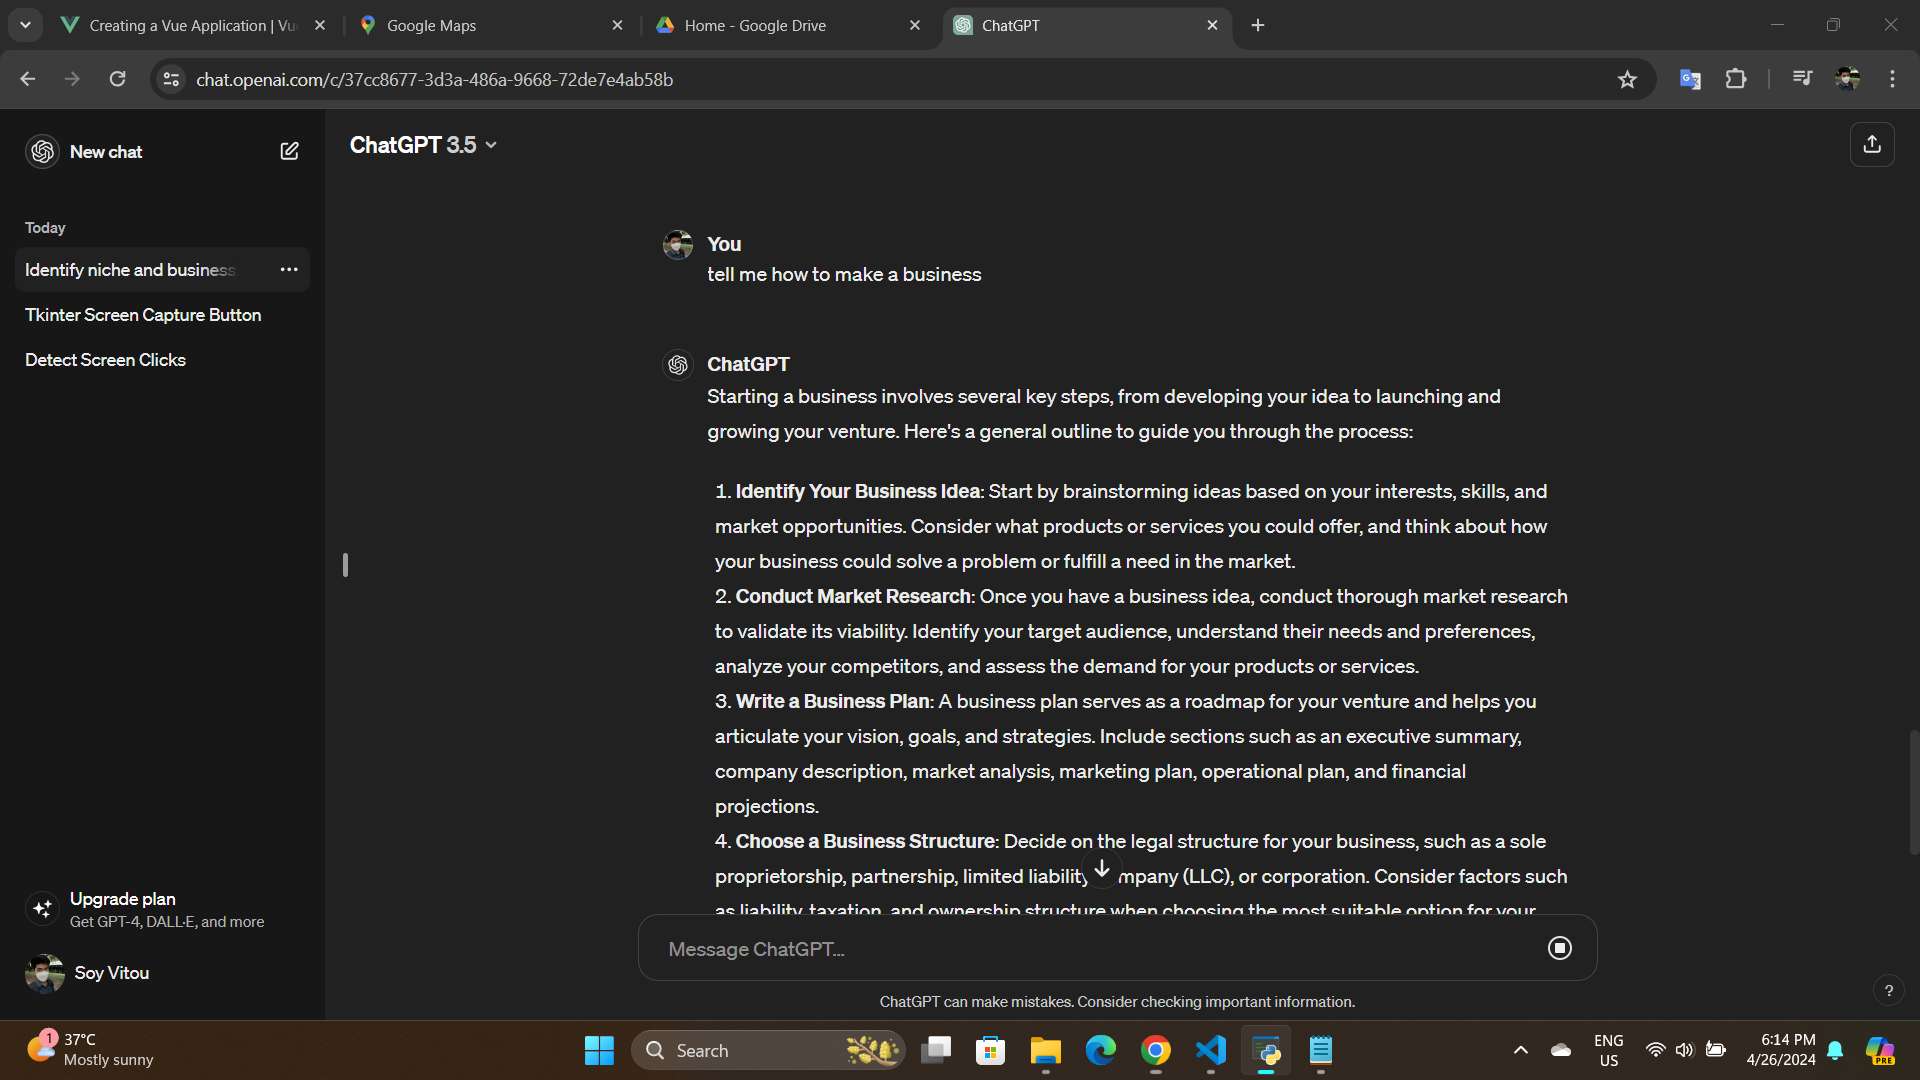 Creating a Vue Application | Vu
Google Maps
Home - Google Drive
ChatGPT
chat.openai.com/c/37cc8677-3d3a-486a-9668-72de7e4ab58b
New chat
Today
Identify niche and business
Tkinter Screen Capture Button
Detect Screen Clicks
Upgrade plan
Get GPT-4, DALL·E, and more
Soy Vitou
ChatGPT 3.5
You
tell me how to make a business
ChatGPT
Starting a business involves several key steps, from developing your idea to launching and
growing your venture. Here's a general outline to guide you through the process:
1. Identify Your Business Idea: Start by brainstorming ideas based on your interests, skills, and
market opportunities. Consider what products or services you could offer, and think about how
your business could solve a problem or fulfill a need in the market.
2. Conduct Market Research: Once you have a business idea, conduct thorough market research
to validate its viability. Identify your target audience, understand their needs and preferences,
analyze your competitors, and assess the demand for your products or services.
3. Write a Business Plan: A business plan serves as a roadmap for your venture and helps you
articulate your vision, goals, and strategies. Include sections such as an executive summary,
company description, market analysis, marketing plan, operational plan, and financial
projections.
4. Choose a Business Structure: Decide on the legal structure for your business, such as a sole
proprietorship, partnership, limited liability mpany (LLC), or corporation. Consider factors such
as liability, taxation, and ownership structure when choosing the most suitable option for your
Message ChatGPT...
ChatGPT can make mistakes. Consider checking important information.
?
1
37°C
Mostly sunny
Search
PRE
ENG
US
6:14 PM
4/26/2024